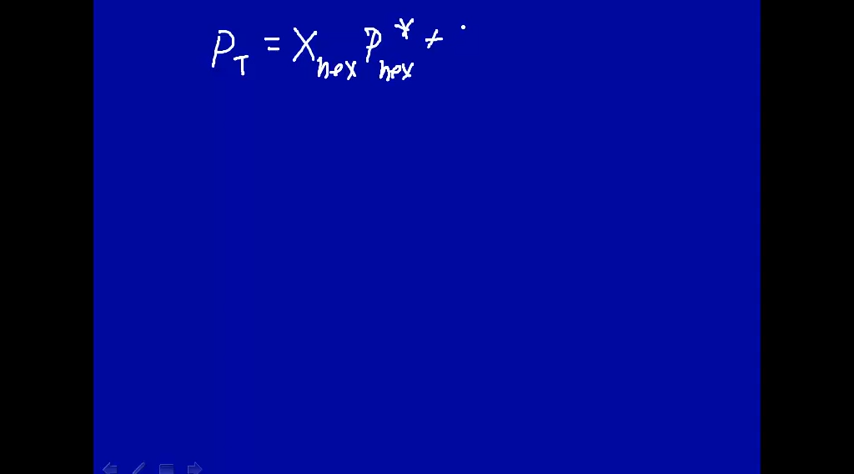 P_T = X_hex P*_hex +